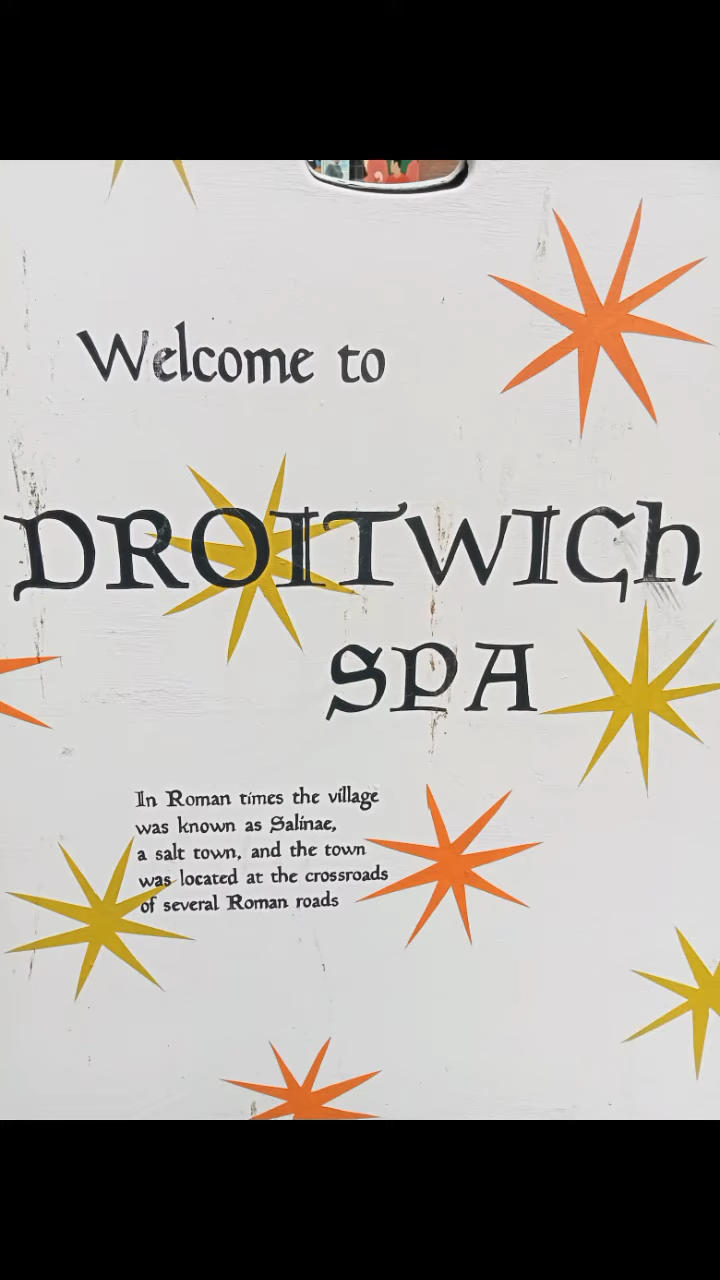 Welcome to
DROITWICh
SPA
In Roman times the village
was known as Salinae,
a salt town, and the town
was located at the crossroads
of several Roman roads